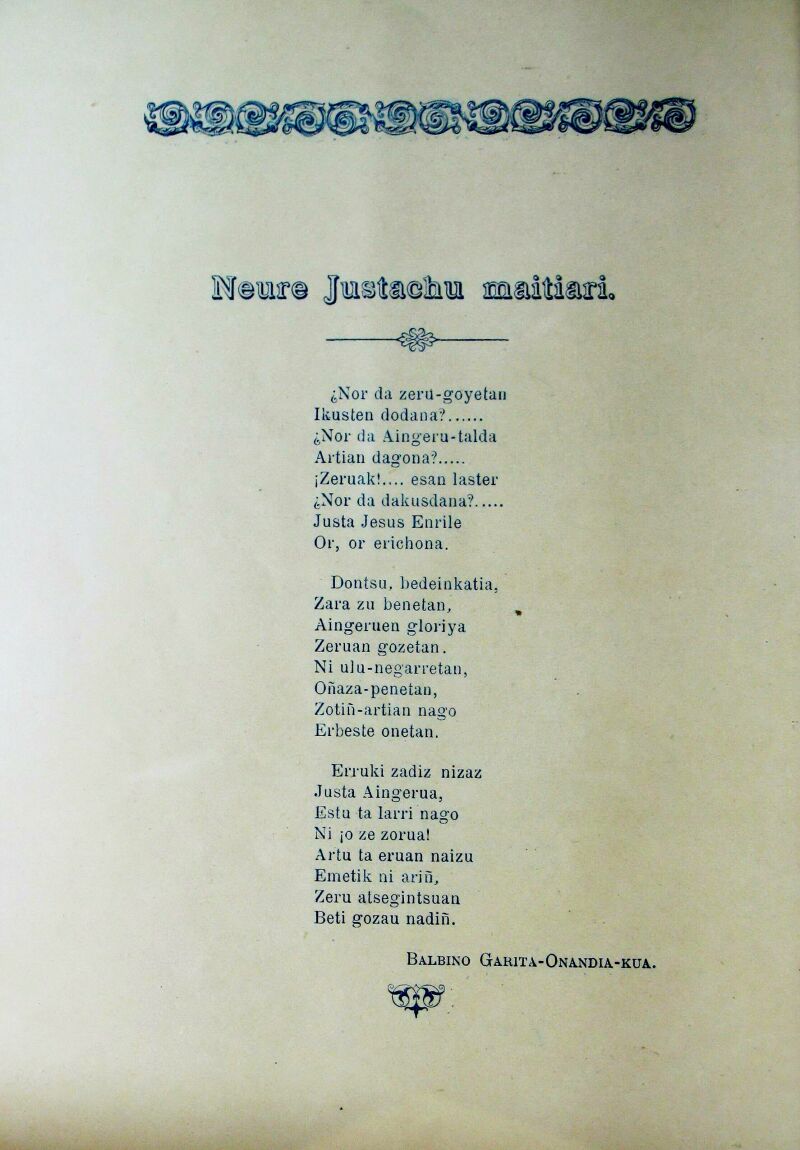 Neure Justachu maitiari.
¿Nor da zeru-goyetan
Ikusten dodana?......
¿Nor da Aingeru-talda
Artian dagona?.....
¡Zeruak!.... esan laster
¿Nor da dakusdana?.....
Justa Jesus Enrile
Or, or erichona.
Dontsu, bedeinkatia,
Zara zu benetan,
Aingeruen gloriya
Zeruan gozetan.
Ni ulu-negarretan,
Oñaza-penetan,
Zotiñ-artian nago
Erbeste onetan.
Erruki zadiz nizaz
Justa Aingerua,
Estu ta larri nago
Ni ¡o ze zorua!
Artu ta eruan naizu
Emetik ni ariñ,
Zeru atsegintsuan
Beti gozau nadiñ.
BALBINO GARITA-ONANDIA-KUA.